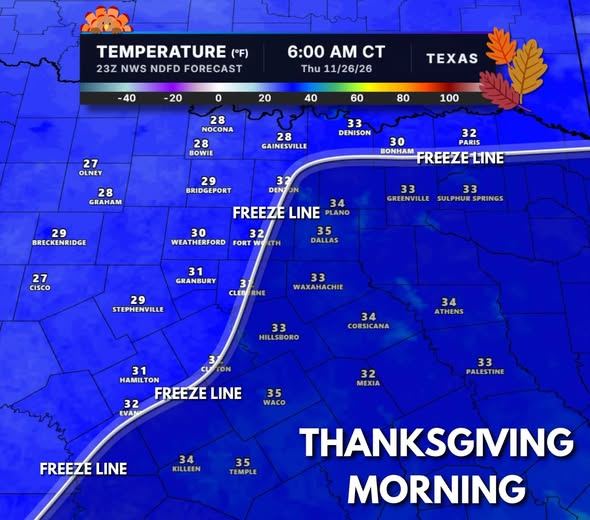 TEMPERATURE (°F)
23Z NWS NDFD FORECAST
6:00 AM CT
Thu 11/26/26
TEXAS
-40 -20 0 20 40 60 80 100
28
NOCONA
33
DENISON
28
BOWIE
28
GAINESVILLE
30
BONHAM
32
PARIS
FREEZE LINE
27
OLNEY
28
GRAHAM
29
BRIDGEPORT
32
DENTON
33
GREENVILLE
33
SULPHUR SPRINGS
FREEZE LINE
34
PLANO
29
BRECKENRIDGE
30
WEATHERFORD
32
FORT WORTH
35
DALLAS
27
CISCO
31
GRANBURY
CLEBURNE
33
WAXAHACHIE
29
STEPHENVILLE
34
CORSICANA
34
ATHENS
33
HILLSBORO
31
HAMILTON
CLIFTON
32
MEXIA
33
PALESTINE
FREEZE LINE
32
35
WACO
THANKSGIVING
MORNING
FREEZE LINE
34
KILLEEN
35
TEMPLE